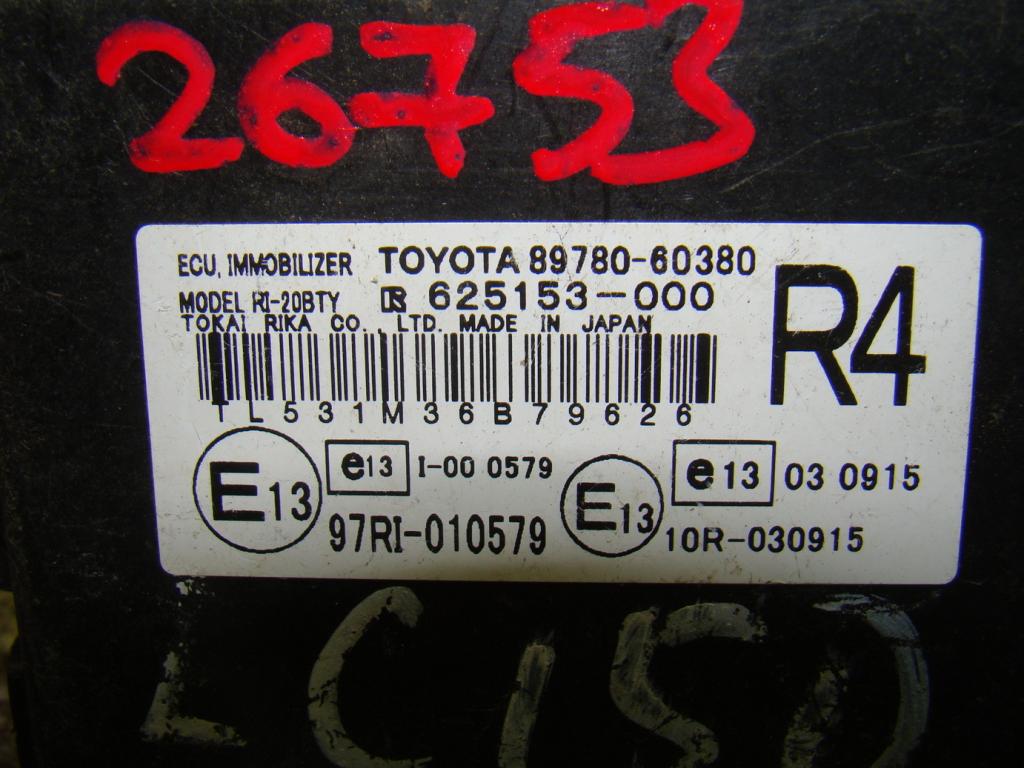 26753
ECU, IMMOBILIZER TOYOTA 89780-60380
MODEL RI-20BTY R 625153-000
TOKAI RIKA CO., LTD. MADE IN JAPAN
R4
TL531M36B79626
E13 e13 I-00 0579 E13 e13 03 0915
97RI-010579 10R-030915
LC150